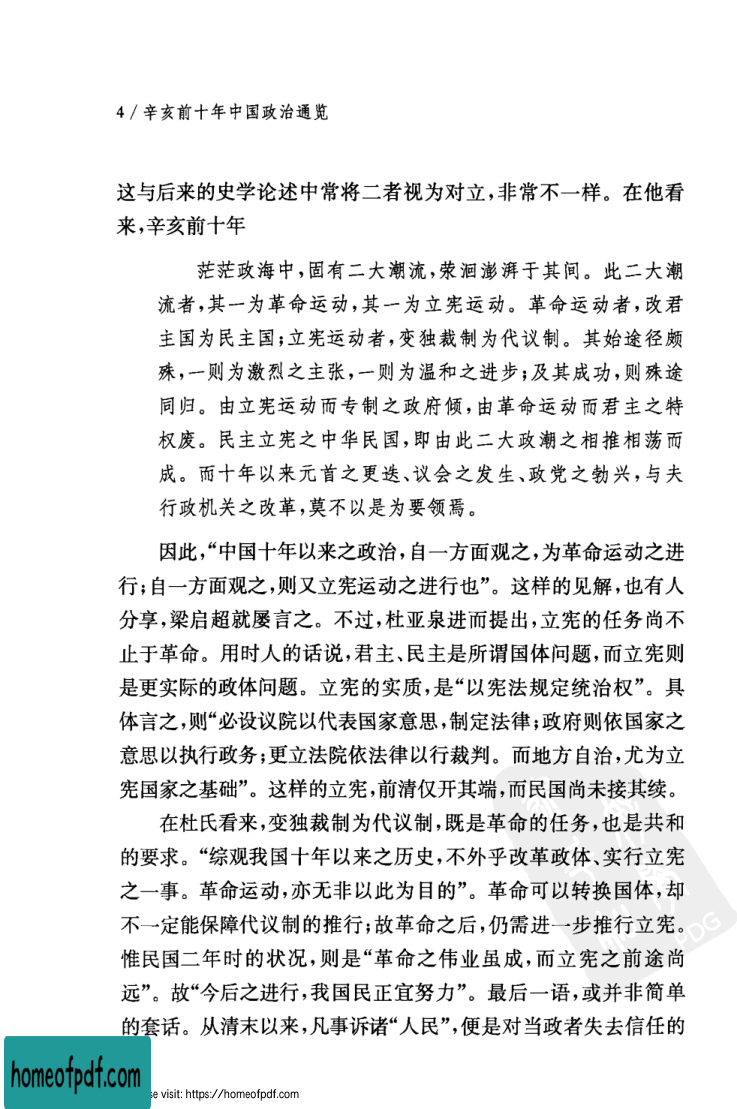 4/辛亥前十年中国政治通览
这与后来的史学论述中常将二者视为对立,非常不一样。在他看
来,辛亥前十年
茫茫政海中,固有二大潮流,荥洄澎湃于其间。此二大潮
流者,其一为革命运动,其一为立宪运动。革命运动者,改君
主国为民主国;立宪运动者,变独裁制为代议制。其始途径颇
殊,一则为激烈之主张,一则为温和之进步;及其成功,则殊途
同归。由立宪运动而专制之政府倾,由革命运动而君主之特
权废。民主立宪之中华民国,即由此二大政潮之相推相荡而
成。而十年以来元首之更迭、议会之发生、政党之勃兴,与夫
行政机关之改革,莫不以是为要领焉。
因此,“中国十年以来之政治,自一方面观之,为革命运动之进
行;自一方面观之,则又立宪运动之进行也”。这样的见解,也有人
分享,梁启超就屡言之。不过,杜亚泉进而提出,立宪的任务尚不
止于革命。用时人的话说,君主、民主是所谓国体问题,而立宪则
是更实际的政体问题。立宪的实质,是“以宪法规定统治权”。具
体言之,则“必设议院以代表国家意思,制定法律;政府则依国家之
意思以执行政务;更立法院依法律以行裁判。而地方自治,尤为立
宪国家之基础”。这样的立宪,前清仅开其端,而民国尚未接其续。
在杜氏看来,变独裁制为代议制,既是革命的任务,也是共和
的要求。“综观我国十年以来之历史,不外乎改革政体、实行立宪
之一事。革命运动,亦无非以此为目的”。革命可以转换国体,却
不一定能保障代议制的推行;故革命之后,仍需进一步推行立宪。
惟民国二年时的状况,则是“革命之伟业虽成,而立宪之前途尚
远”。故“今后之进行,我国民正宜努力”。最后一语,或并非简单
的套话。从清末以来,凡事诉诸“人民”,便是对当政者失去信任的
PDG
homeofpdf.com
se visit: https://homeofpdf.com